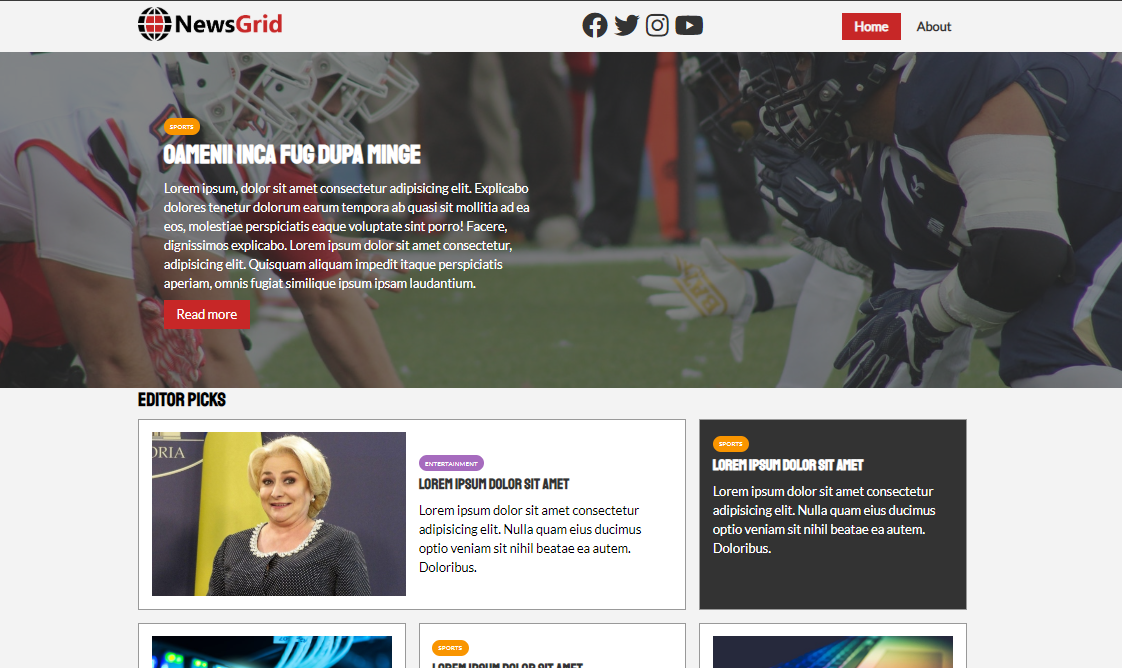 NewsGrid
Home
About
SPORTS
OAMENII INCA FUG DUPA MINGE
Lorem ipsum, dolor sit amet consectetur adipisicing elit. Explicabo
dolores tenetur dolorum earum tempora ab quasi sit mollitia ad ea
eos, molestiae perspiciatis eaque voluptate sint porro! Facere,
dignissimos explicabo. Lorem ipsum dolor sit amet consectetur,
adipisicing elit. Quisquam aliquam impedit itaque perspiciatis
aperiam, omnis fugiat similique ipsum ipsam laudantium.
Read more
EDITOR PICKS
ORIA
ENTERTAINMENT
LOREM IPSUM DOLOR SIT AMET
Lorem ipsum dolor sit amet consectetur
adipisicing elit. Nulla quam eius ducimus
optio veniam sit nihil beatae ea autem.
Doloribus.
SPORTS
LOREM IPSUM DOLOR SIT AMET
Lorem ipsum dolor sit amet consectetur
adipisicing elit. Nulla quam eius ducimus
optio veniam sit nihil beatae ea autem.
Doloribus.
SPORTS
LOREM IPSUM DOLOR SIT AMET